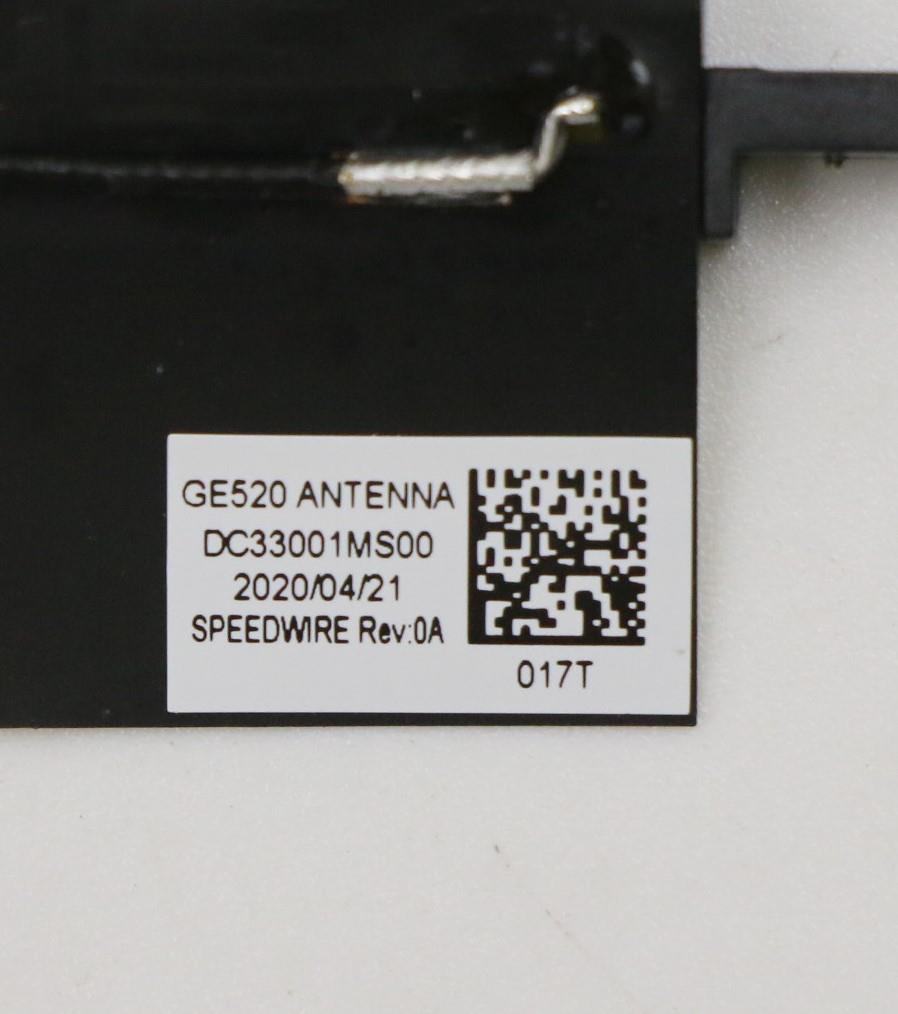 GE520 ANTENNA
DC33001MS00
2020/04/21
SPEEDWIRE Rev:0A
017T